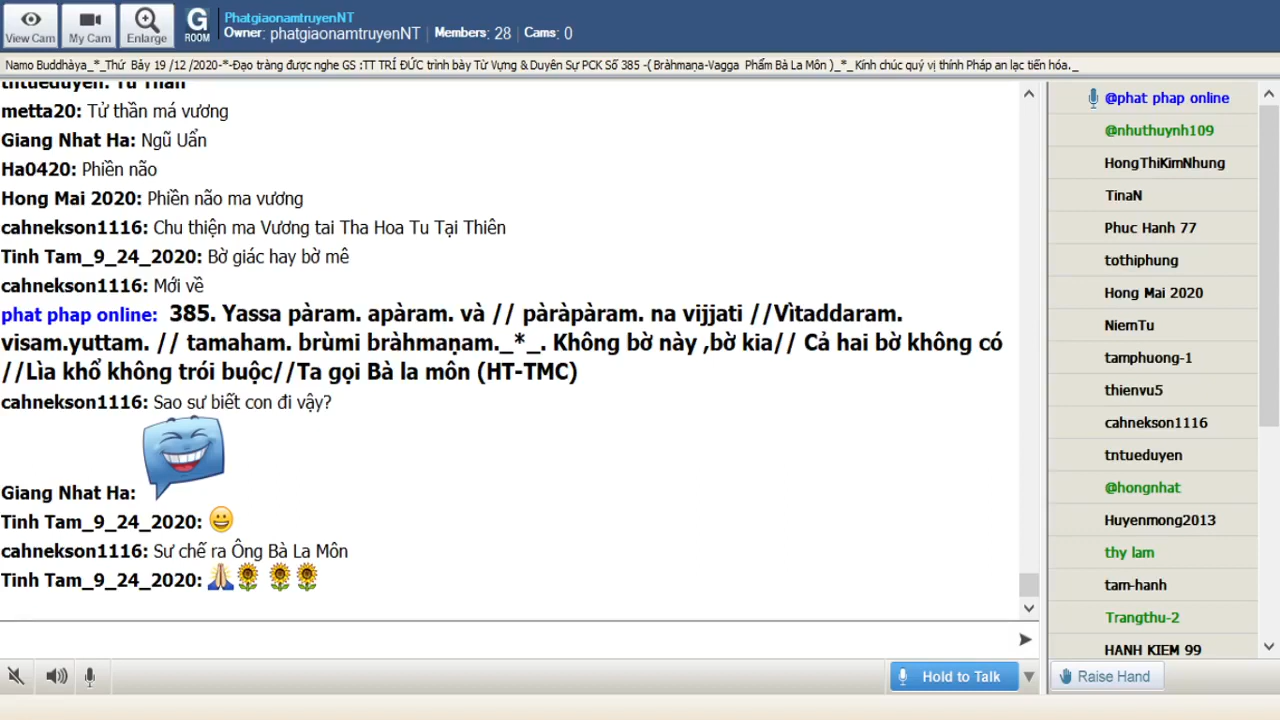 View Cam
My Cam
Enlarge
G
ROOM
PhatgiaonamtruyenNT
Owner: phatgiaonamtruyenNT | Members: 28 | Cams: 0
Namo Buddhàya_*_Thứ Bảy 19 /12 /2020-*-Đạo tràng được nghe GS :TT TRÍ ĐỨC trình bày Từ Vựng & Duyên Sự PCK Số 385 -( Bràhmaṇa-Vagga Phẩm Bà La Môn )_*_Kính chúc quý vị thính Pháp an lạc tiến hóa._
tntueduyen: Tử Thần
metta20: Tử thần má vương
Giang Nhat Ha: Ngũ Uẩn
Ha0420: Phiền não
Hong Mai 2020: Phiền não ma vương
cahnekson1116: Chu thiện ma Vương tai Tha Hoa Tu Tại Thiên
Tinh Tam_9_24_2020: Bờ giác hay bờ mê
cahnekson1116: Mới về
phat phap online: 385. Yassa pàram. apàram. và // pàràpàram. na vijjati //Vìtaddaram.
visam.yuttam. // tamaham. brùmi bràhmaṇam._*_. Không bờ này ,bờ kia// Cả hai bờ không có
//Lìa khổ không trói buộc//Ta gọi Bà la môn (HT-TMC)
cahnekson1116: Sao sư biết con đi vậy?
Giang Nhat Ha:
Tinh Tam_9_24_2020:
cahnekson1116: Sư chế ra Ông Bà La Môn
Tinh Tam_9_24_2020:
Hold to Talk
@phat phap online
@nhuthuynh109
HongThiKimNhung
TinaN
Phuc Hanh 77
tothiphung
Hong Mai 2020
NiemTu
tamphuong-1
thienvu5
cahnekson1116
tntueduyen
@hongnhat
Huyenmong2013
thy lam
tam-hanh
Trangthu-2
HANH KIEM 99
Raise Hand